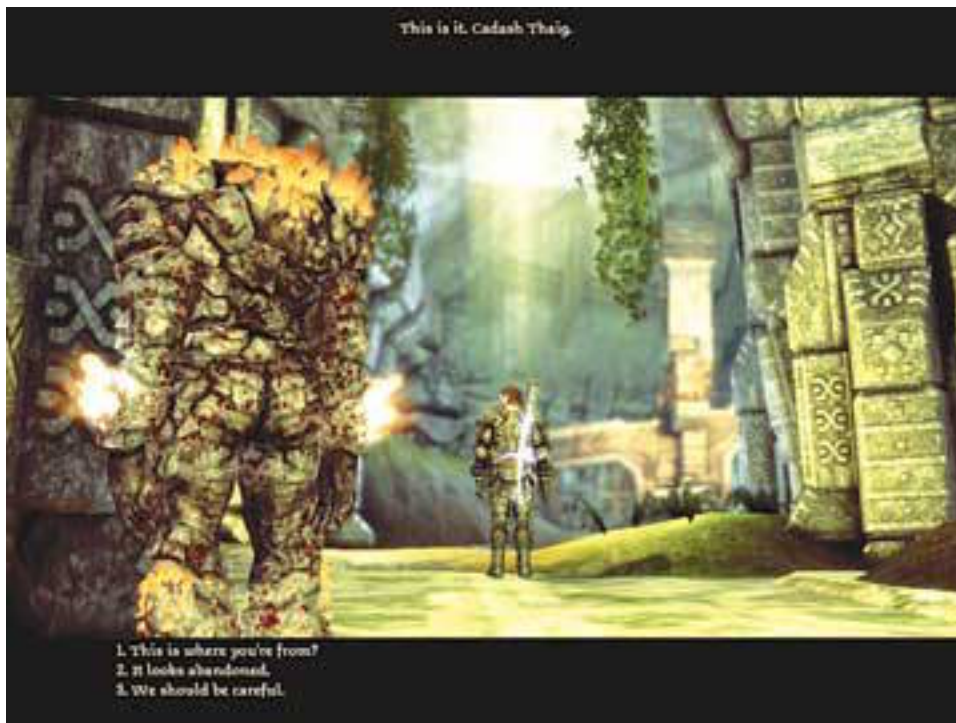 This is it. Cadash Thaig.
1. This is where you're from?
2. It looks abandoned.
3. We should be careful.